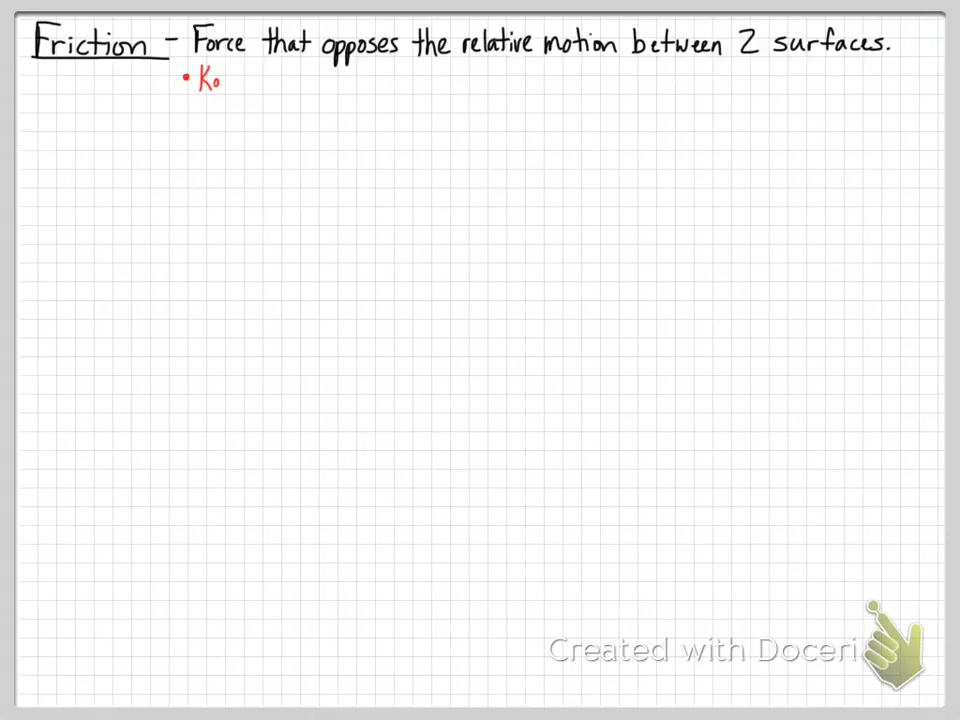 Friction - Force that opposes the relative motion between 2 surfaces.
• Ko
Created with Doceri